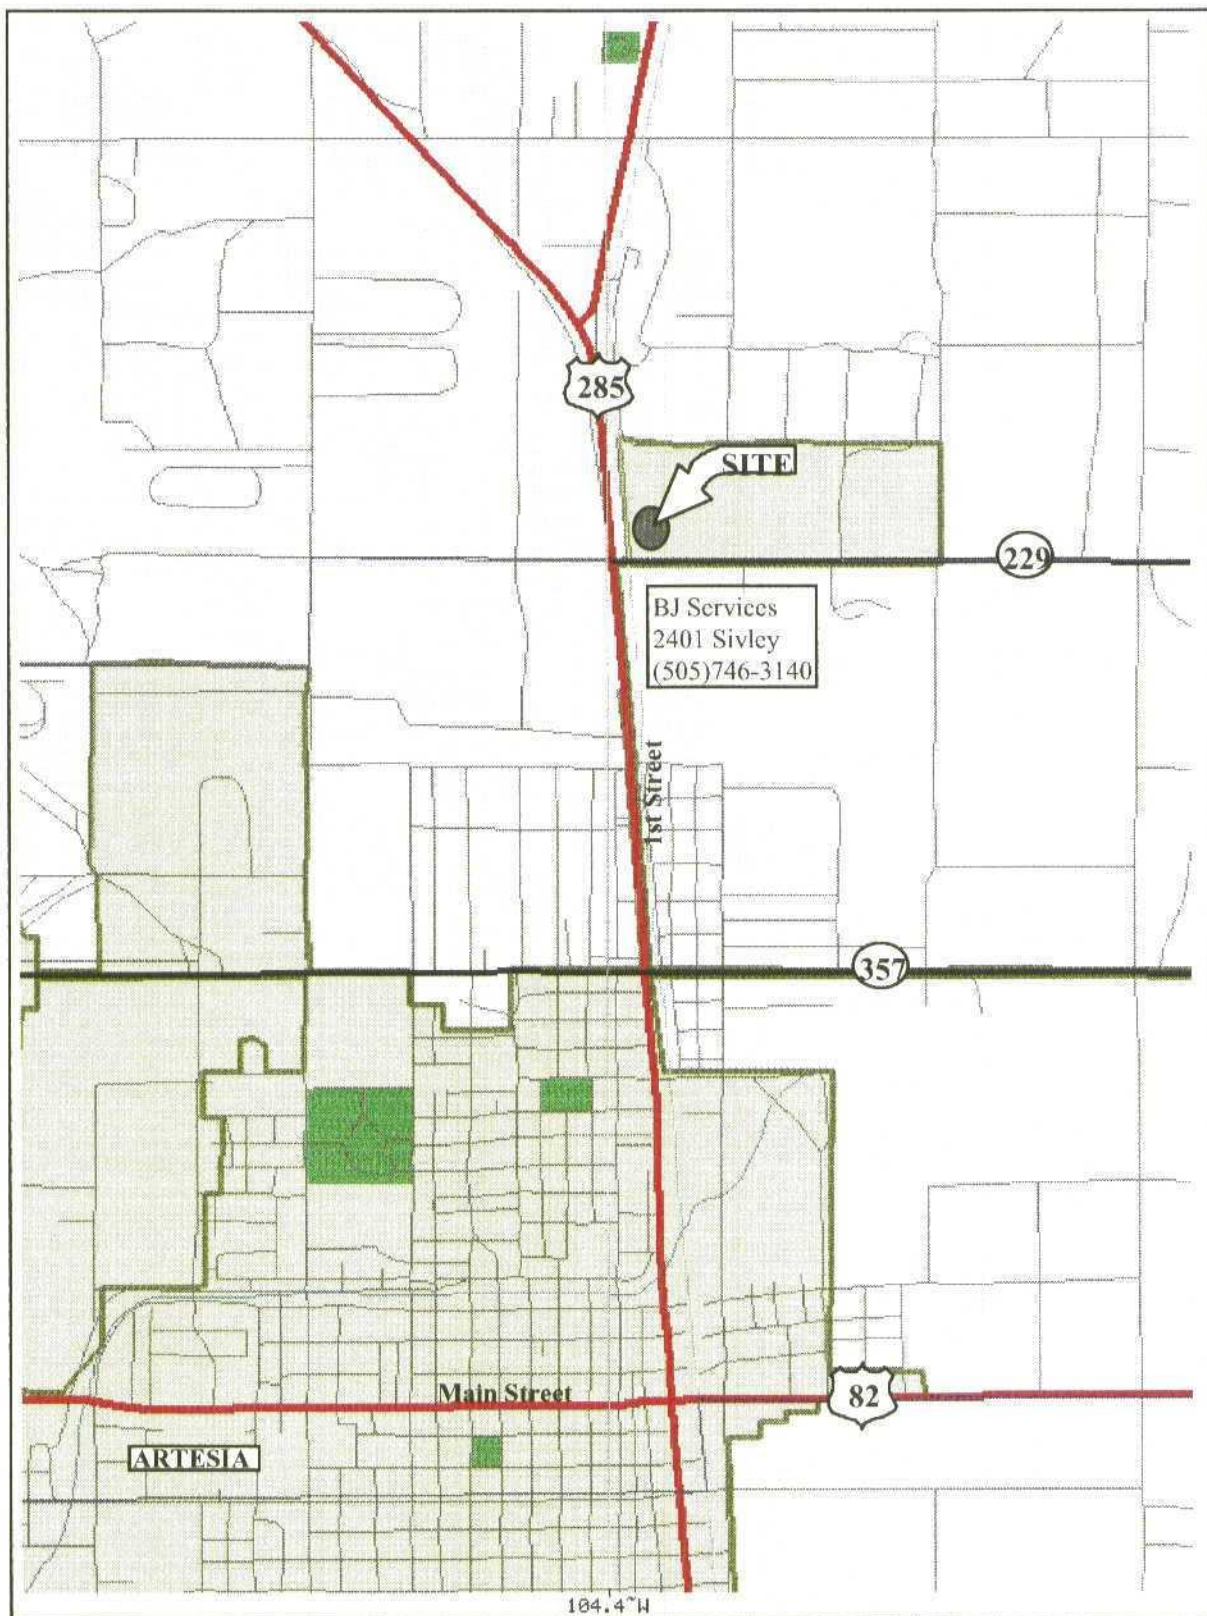 285
SITE
229
BJ Services
2401 Sivley
(505)746-3140
1st Street
357
Main Street
82
ARTESIA
104.4~W